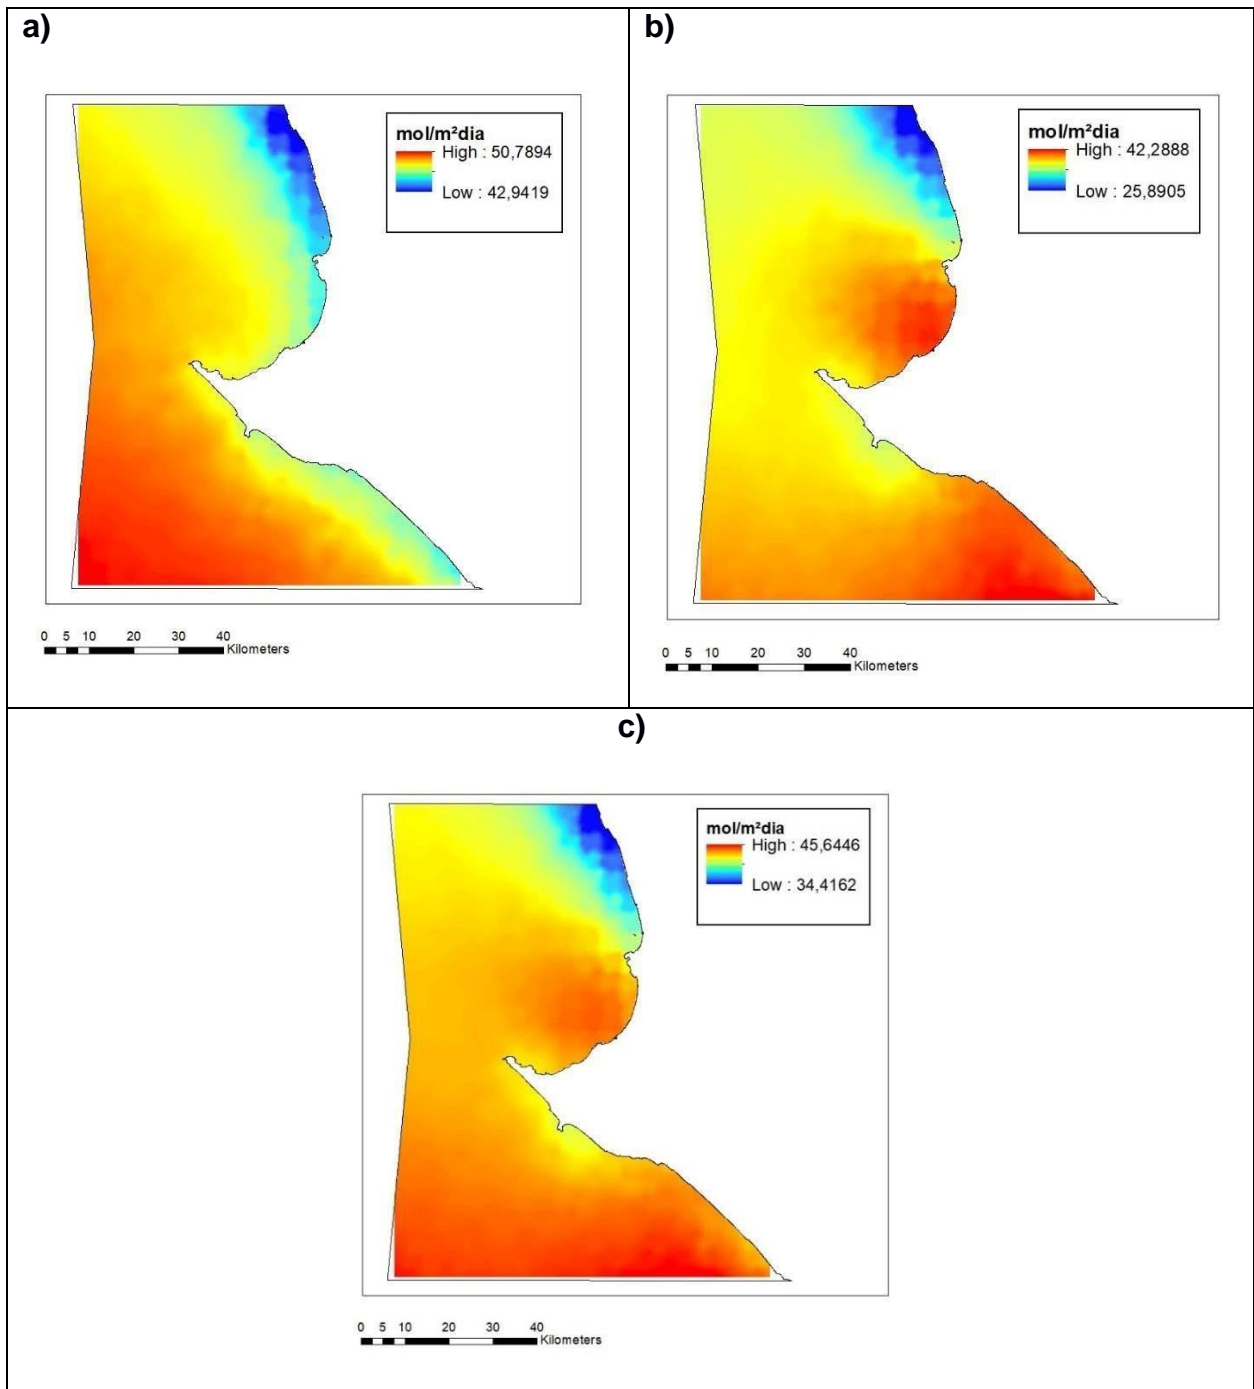 a)
mol/m²dia
High : 50,7894
Low : 42,9419
0 5 10 20 30 40
Kilometers
b)
mol/m²dia
High : 42,2888
Low : 25,8905
0 5 10 20 30 40
Kilometers
c)
mol/m²dia
High : 45,6446
Low : 34,4162
0 5 10 20 30 40
Kilometers